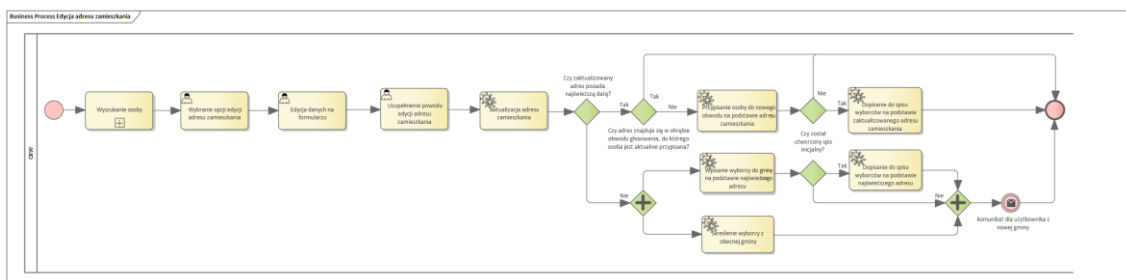 Business Process Edycja adresu zamieszkania
CRW
Wyszukanie osoby
Wybranie opcji edycji
adresu zamieszkania
Edycja danych na
formularzu
Uzupełnienie powodu
edycji adresu
zamieszkania
Aktualizacja adresu
zamieszkania
Czy zaktualizowany
adres posiada
najświeższą datę?
Tak
Tak
Nie
Czy adres znajduje się w obrębie
obwodu głosowania, do którego
osoba jest aktualnie przypisana?
Przypisanie osoby do nowego
obwodu na podstawie adresu
zamieszkania
Nie
Tak
Czy został
utworzony spis
inicjalny?
Dopisanie do spisu
wyborców na podstawie
zaktualizowanego adresu
zamieszkania
Nie
Wpisanie wyborcy do gminy
na podstawie najświeższego
adresu
Tak
Nie
Dopisanie do spisu
wyborców na podstawie
najświeższego adresu
Nie
Skreślenie wyborcy z
obecnej gminy
komunikat dla użytkownika z
nowej gminy